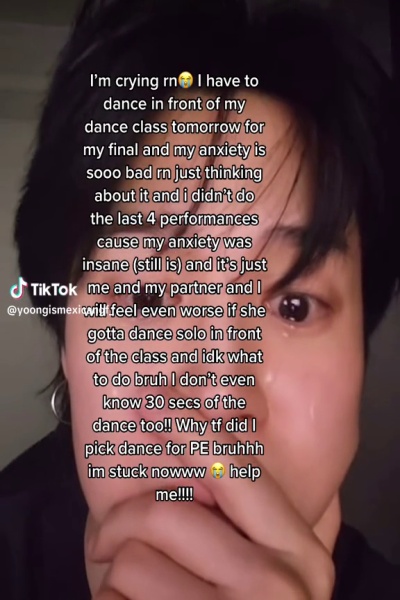 I'm crying rn😭 I have to
dance in front of my
dance class tomorrow for
my final and my anxiety is
sooo bad rn just thinking
about it and i didn't do
the last 4 performances
cause my anxiety was
insane (still is) and it's just
me and my partner and I
will feel even worse if she
gotta dance solo in front
of the class and idk what
to do bruh I don't even
know 30 secs of the
dance too!! Why tf did I
pick dance for PE bruhhh
im stuck nowww 😭 help
me!!!!
TikTok